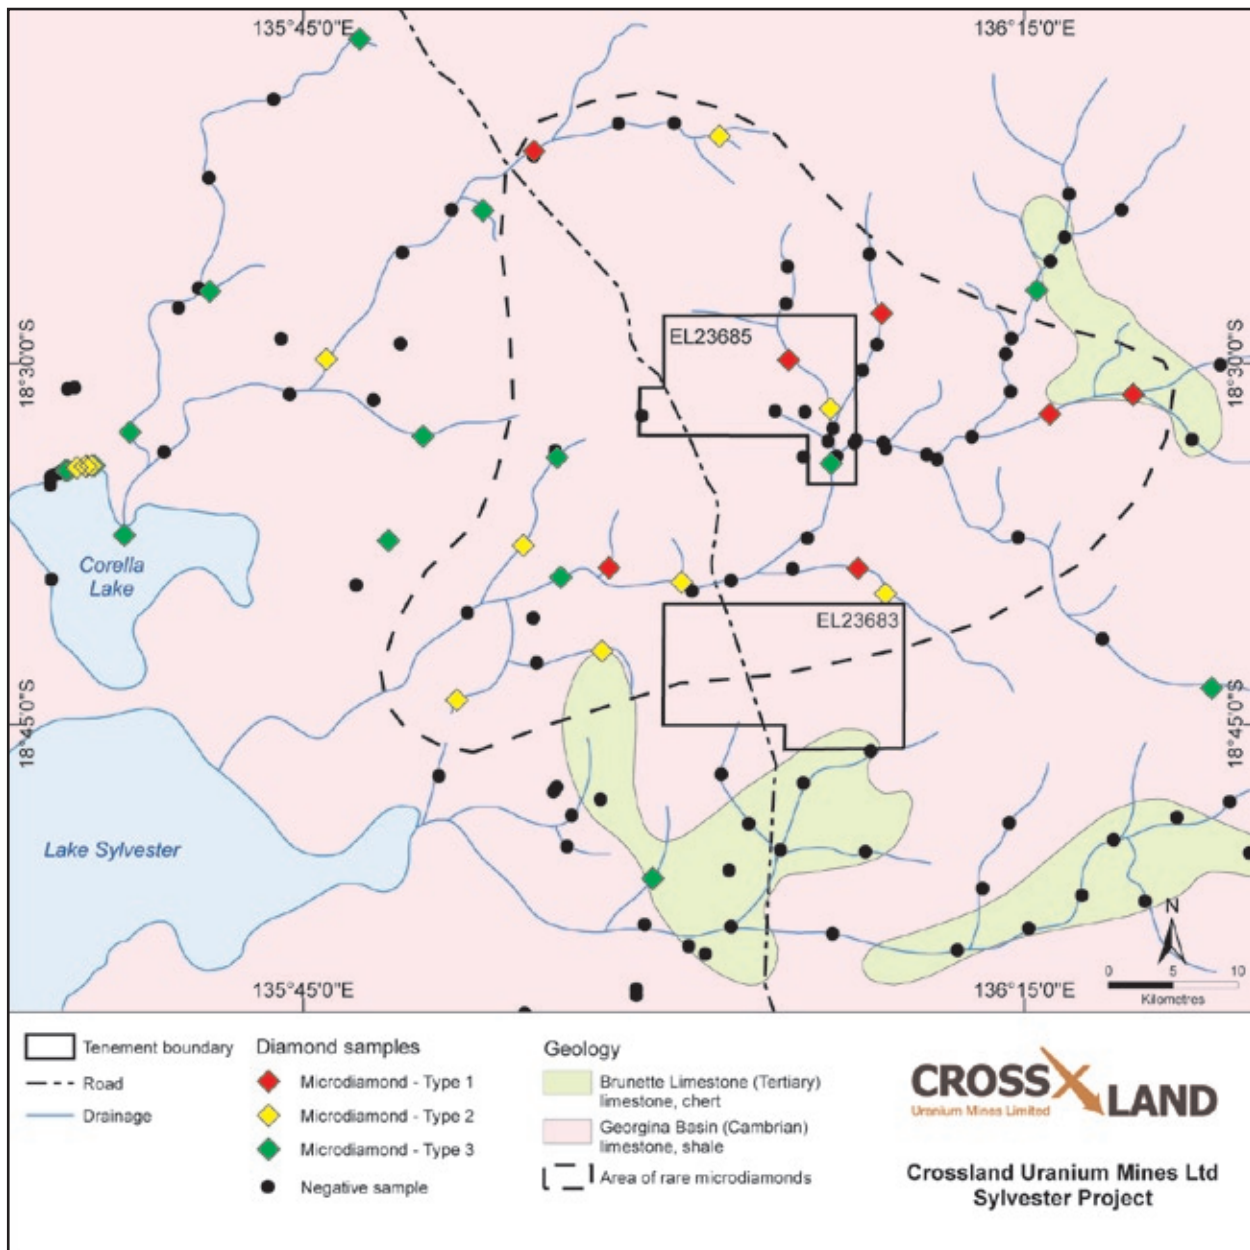 135°45'0"E
136°15'0"E
EL23685
18°30'0"S
18°30'0"S
Corella
Lake
EL23683
18°45'0"S
18°45'0"S
Lake Sylvester
N
135°45'0"E
136°15'0"E
0 5 10
Kilometres
Tenement boundary
Road
Drainage
Diamond samples
Microdiamond - Type 1
Microdiamond - Type 2
Microdiamond - Type 3
Negative sample
Geology
Brunette Limestone (Tertiary)
limestone, chert
Georgina Basin (Cambrian)
limestone, shale
Area of rare microdiamonds
CROSSXLAND
Uranium Mines Limited
Crossland Uranium Mines Ltd
Sylvester Project